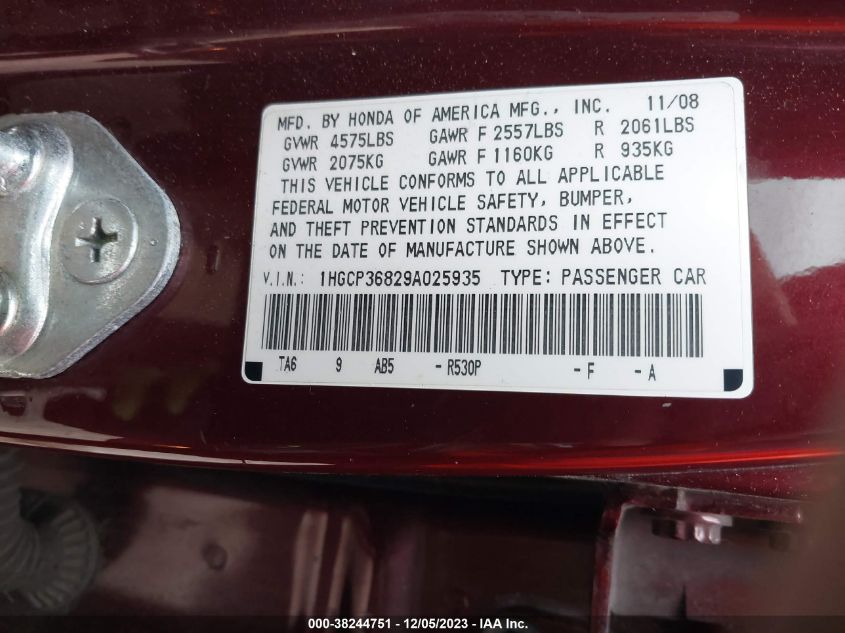 MFD. BY HONDA OF AMERICA MFG., INC. 11/08
GVWR 4575LBS GAWR F 2557LBS R 2061LBS
GVWR 2075KG GAWR F 1160KG R 935KG
THIS VEHICLE CONFORMS TO ALL APPLICABLE
FEDERAL MOTOR VEHICLE SAFETY, BUMPER,
AND THEFT PREVENTION STANDARDS IN EFFECT
ON THE DATE OF MANUFACTURE SHOWN ABOVE.
V.I.N.: 1HGCP36829A025935 TYPE: PASSENGER CAR
TA6 9 AB5 -R530P -F -A
000-38244751 - 12/05/2023 - IAA Inc.